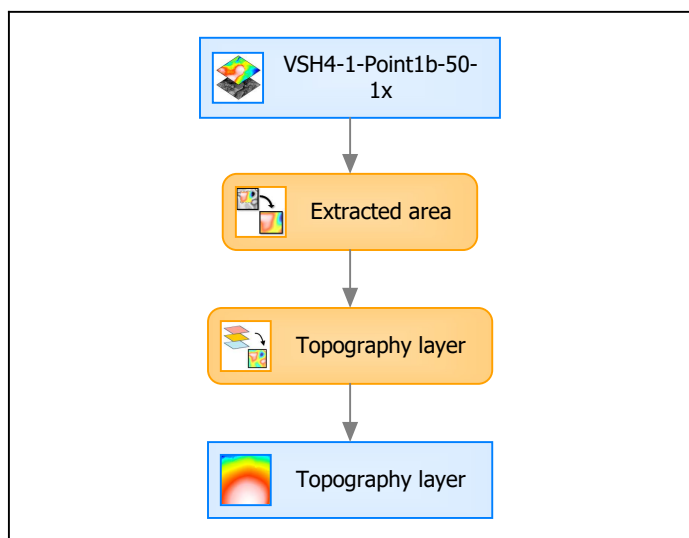 VSH4-1-Point1b-50-
1x
Extracted area
Topography layer
Topography layer